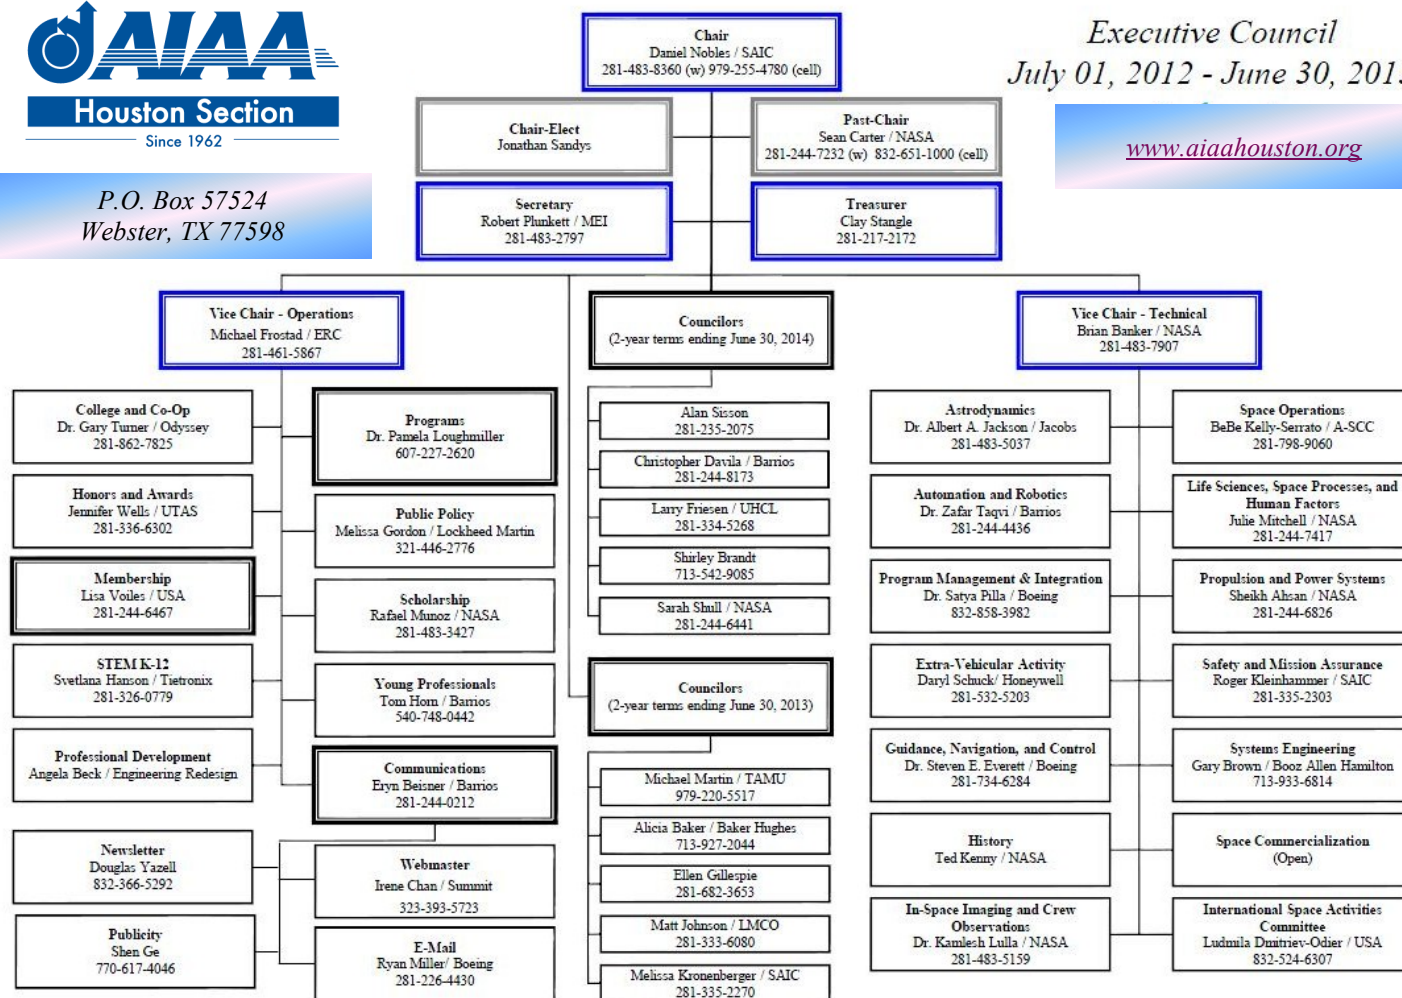 AIAA
Houston Section
Since 1962
P.O. Box 57524
Webster, TX 77598
Executive Council
July 01, 2012 - June 30, 201
www.aiaahouston.org
Chair
Daniel Nobles / SAIC
281-483-8360 (w) 979-255-4780 (cell)
Chair-Elect
Jonathan Sandys
Past-Chair
Sean Carter / NASA
281-244-7232 (w) 832-651-1000 (cell)
Secretary
Robert Plunkett / MEI
281-483-2797
Treasurer
Clay Stangle
281-217-2172
Vice Chair - Operations
Michael Frostad / ERC
281-461-5867
Councilors
(2-year terms ending June 30, 2014)
Vice Chair - Technical
Brian Banker / NASA
281-483-7907
College and Co-Op
Dr. Gary Turner / Odyssey
281-862-7825
Honors and Awards
Jennifer Wells / UTAS
281-336-6302
Membership
Lisa Voiles / USA
281-244-6467
STEM K-12
Svetlana Hanson / Tietronix
281-326-0779
Professional Development
Angela Beck / Engineering Redesign
Programs
Dr. Pamela Loughmiller
607-227-2620
Public Policy
Melissa Gordon / Lockheed Martin
321-446-2776
Scholarship
Rafael Munoz / NASA
281-483-3427
Young Professionals
Tom Horn / Barrios
540-748-0442
Communications
Eryn Beisner / Barrios
281-244-0212
Newsletter
Douglas Yazell
832-366-5292
Publicity
Shen Ge
770-617-4046
Webmaster
Irene Chan / Summit
323-393-5723
E-Mail
Ryan Miller/ Boeing
281-226-4430
Alan Sisson
281-235-2075
Christopher Davila / Barrios
281-244-8173
Larry Friesen / UHCL
281-334-5268
Shirley Brandt
713-542-9085
Sarah Shull / NASA
281-244-6441
Councilors
(2-year terms ending June 30, 2013)
Michael Martin / TAMU
979-220-5517
Alicia Baker / Baker Hughes
713-927-2044
Ellen Gillespie
281-682-3653
Matt Johnson / LMCO
281-333-6080
Melissa Kronenberger / SAIC
281-335-2270
Astrodynamics
Dr. Albert A. Jackson / Jacobs
281-483-5037
Automation and Robotics
Dr. Zafar Taqvi / Barrios
281-244-4436
Program Management & Integration
Dr. Satya Pilla / Boeing
832-858-3982
Extra-Vehicular Activity
Daryl Schuck/ Honeywell
281-532-5203
Guidance, Navigation, and Control
Dr. Steven E. Everett / Boeing
281-734-6284
History
Ted Kenny / NASA
In-Space Imaging and Crew
Observations
Dr. Kamlesh Lulla / NASA
281-483-5159
Space Operations
BeBe Kelly-Serrato / A-SCC
281-798-9060
Life Sciences, Space Processes, and
Human Factors
Julie Mitchell / NASA
281-244-7417
Propulsion and Power Systems
Sheikh Ahsan / NASA
281-244-6826
Safety and Mission Assurance
Roger Kleinhammer / SAIC
281-335-2303
Systems Engineering
Gary Brown / Booz Allen Hamilton
713-933-6814
Space Commercialization
(Open)
International Space Activities
Committee
Ludmila Dmitriev-Odier / USA
832-524-6307